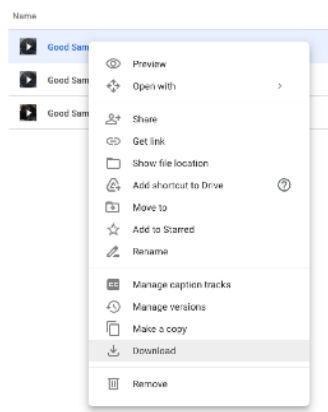 Name
Good Sam
Good Sam
Good Sam
Preview
Open with
Share
Get link
Show file location
Add shortcut to Drive
Move to
Add to Starred
Rename
CC
Manage caption tracks
Manage versions
Make a copy
Download
Remove